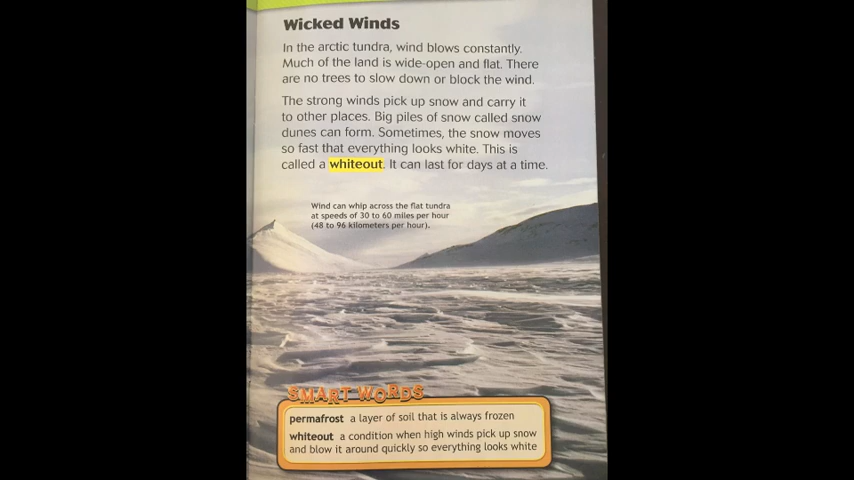 Wicked Winds
In the arctic tundra, wind blows constantly.
Much of the land is wide-open and flat. There
are no trees to slow down or block the wind.
The strong winds pick up snow and carry it
to other places. Big piles of snow called snow
dunes can form. Sometimes, the snow moves
so fast that everything looks white. This is
called a whiteout. It can last for days at a time.
Wind can whip across the flat tundra
at speeds of 30 to 60 miles per hour
(48 to 96 kilometers per hour).
SMART WORDS
permafrost a layer of soil that is always frozen
whiteout a condition when high winds pick up snow
and blow it around quickly so everything looks white